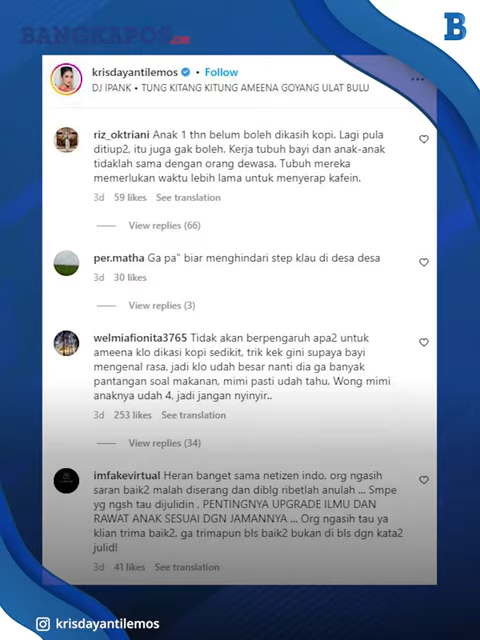 BANGKAPOS.com
B
krisdayantilemos • Follow
DJ IPANK • TUNG KITANG KITUNG AMEENA GOYANG ULAT BULU
riz_oktriani Anak 1 thn belum boleh dikasih kopi. Lagi pula
ditiup2, itu juga gak boleh. Kerja tubuh bayi dan anak-anak
tidaklah sama dengan orang dewasa. Tubuh mereka
memerlukan waktu lebih lama untuk menyerap kafein.
3d 59 likes See translation
View replies (66)
per.matha Ga pa" biar menghindari step klau di desa desa
3d 30 likes
View replies (3)
welmiafionita3765 Tidak akan berpengaruh apa2 untuk
ameena klo dikasi kopi sedikit, trik kek gini supaya bayi
mengenal rasa, jadi klo udah besar nanti dia ga banyak
pantangan soal makanan, mimi pasti udah tahu. Wong mimi
anaknya udah 4, jadi jangan nyinyir..
3d 253 likes See translation
View replies (34)
imfakevirtual Heran banget sama netizen indo, org ngasih
saran baik2 malah diserang dan diblg ribetlah anulah ... Smpe
yg ngsh tau dijulidin , PENTINGNYA UPGRADE ILMU DAN
RAWAT ANAK SESUAI DGN JAMANNYA ... Org ngasih tau ya
klian trima baik2, ga trimapun bls baik2 bukan di bls dgn kata2
julid!
3d 41 likes See translation
krisdayantilemos